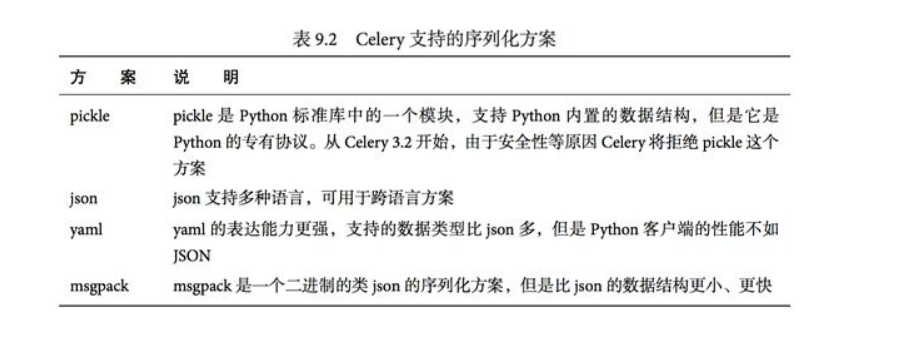 表 9.2 Celery 支持的序列化方案
方 案 说 明
pickle pickle 是 Python 标准库中的一个模块，支持 Python 内置的数据结构，但是它是
Python 的专有协议。从 Celery 3.2 开始，由于安全性等原因 Celery 将拒绝 pickle 这个
方案
json json 支持多种语言，可用于跨语言方案
yaml yaml 的表达能力更强，支持的数据类型比 json 多，但是 Python 客户端的性能不如
JSON
msgpack msgpack 是一个二进制的类 json 的序列化方案，但是比 json 的数据结构更小、更快